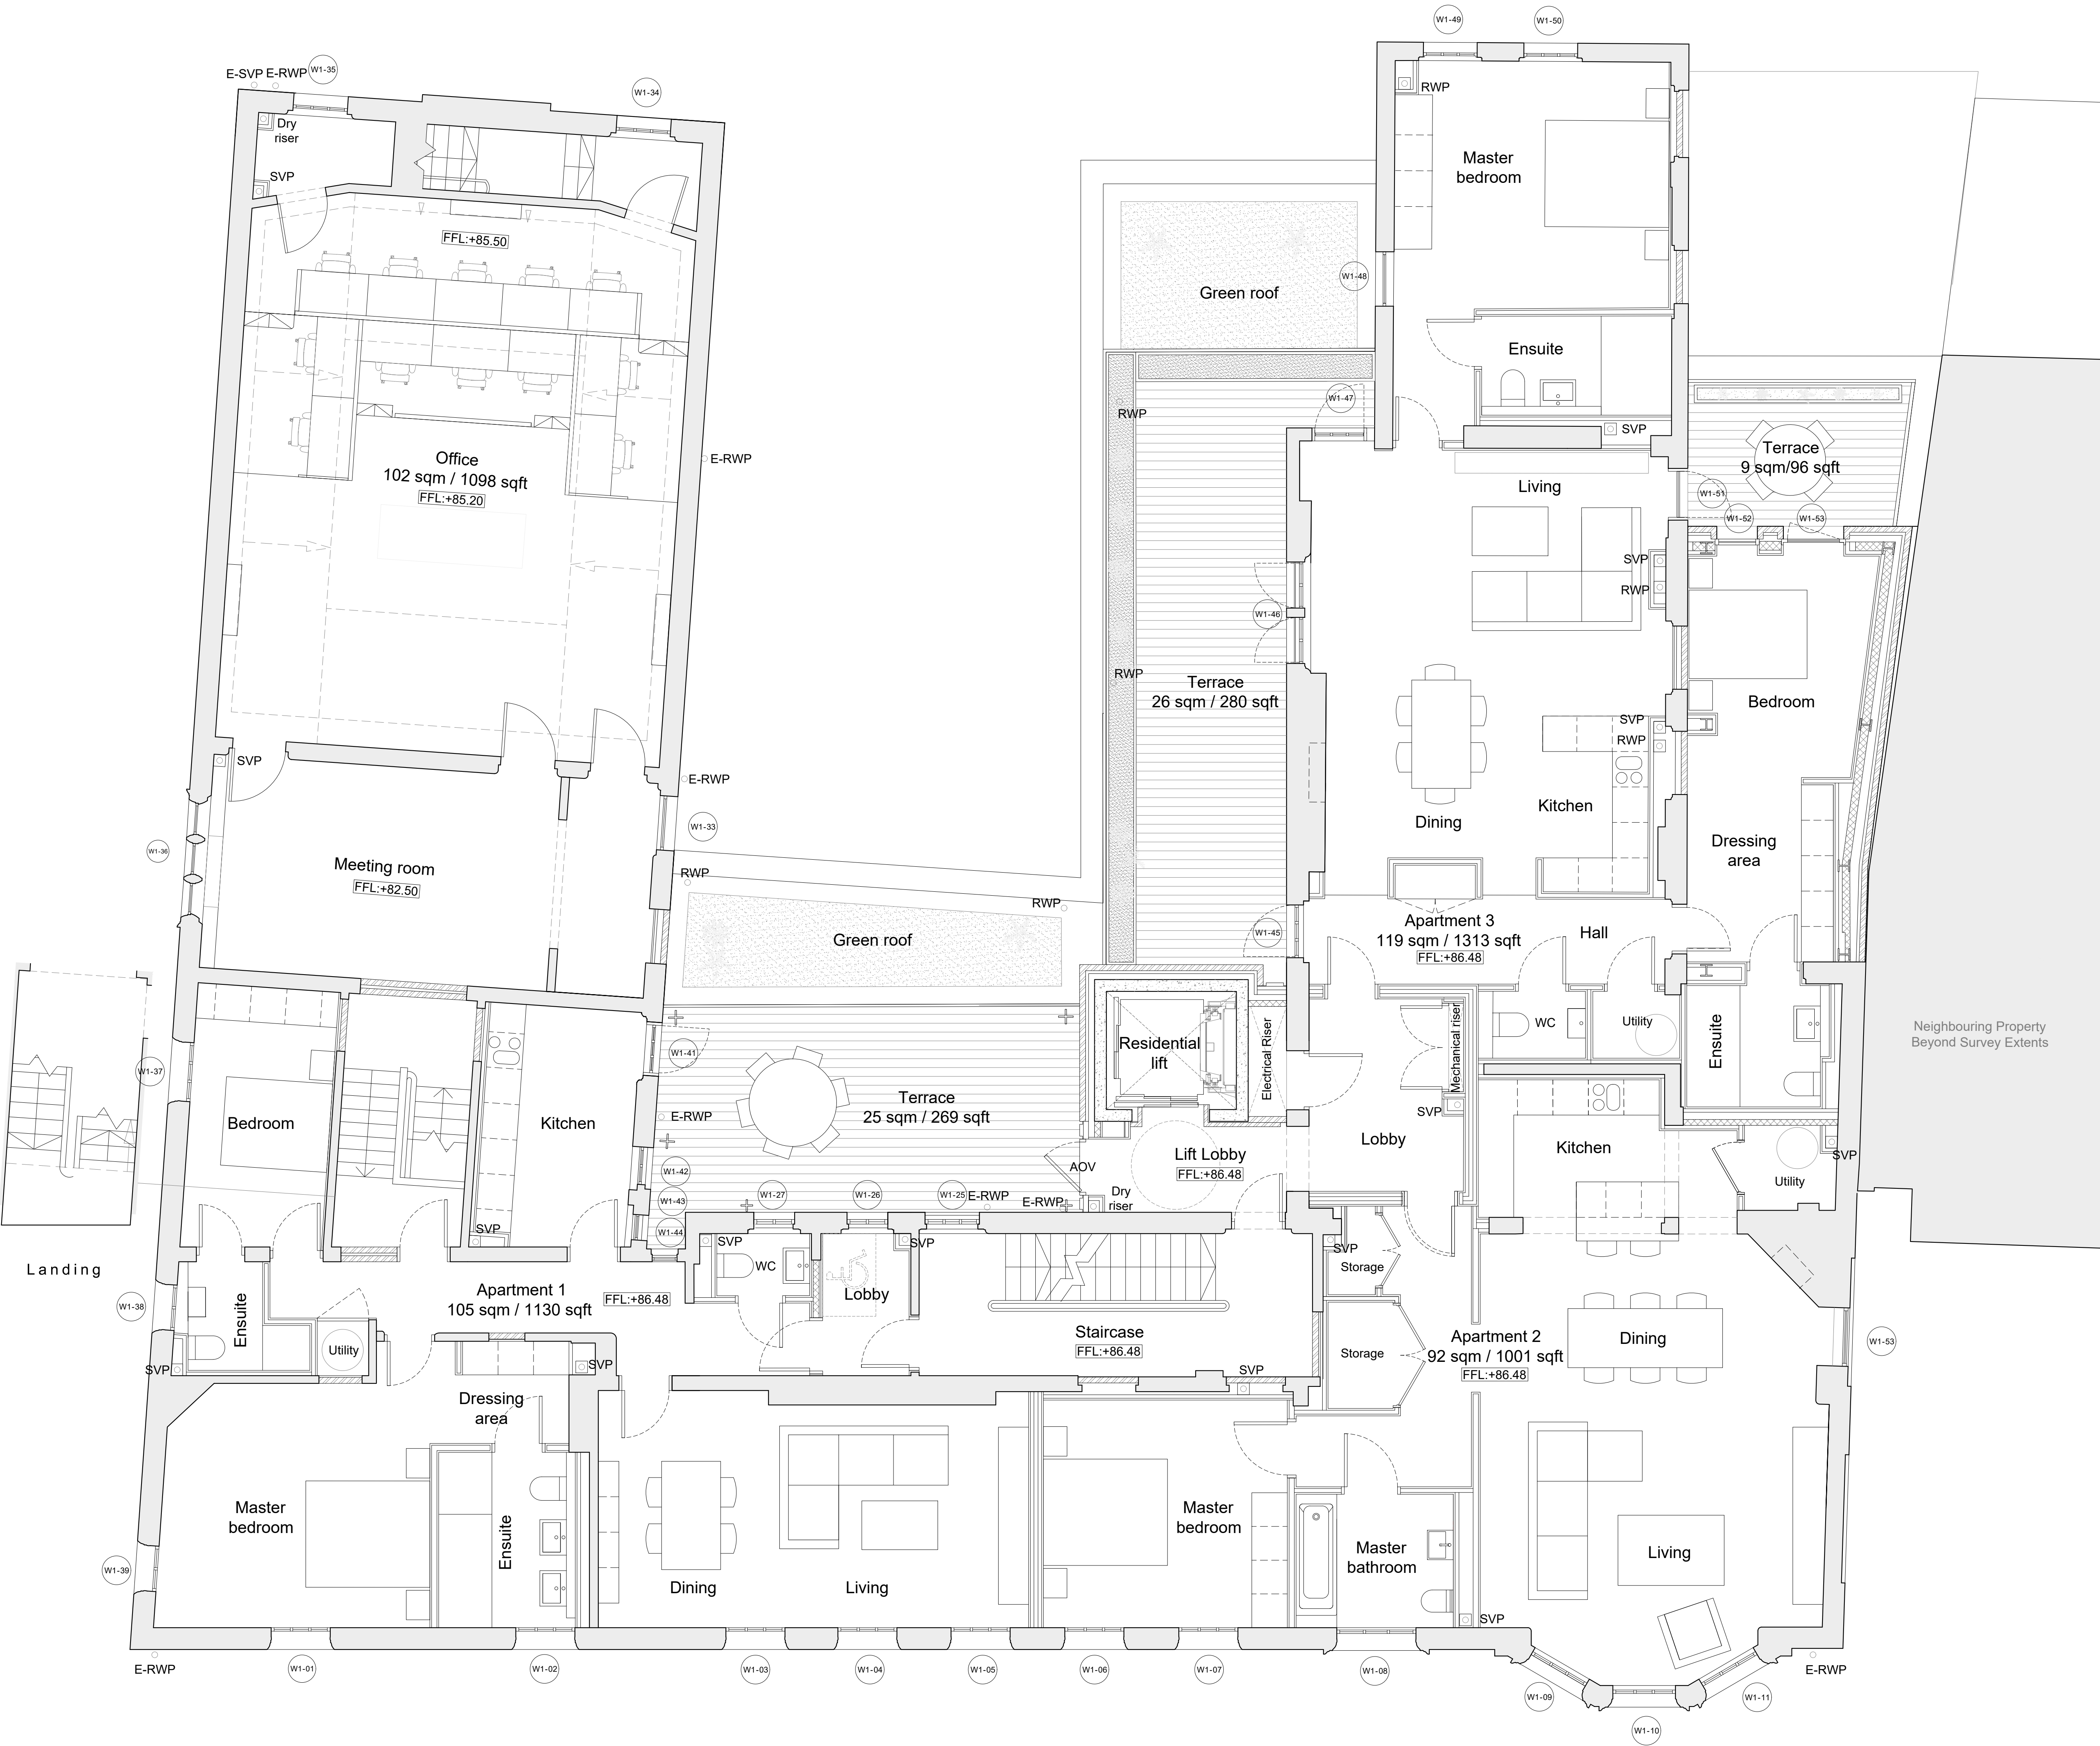 W1-49
W1-50
E-SVP
E-RWP
W1-35
W1-34
RWP
Dry
riser
SVP
Master
bedroom
FFL:+85.50
W1-48
Green roof
Ensuite
W1-47
RWP
SVP
Terrace
9 sqm/96 sqft
Office
102 sqm / 1098 sqft
FFL:+85.20
E-RWP
Living
W1-51
W1-52
W1-53
SVP
RWP
W1-46
RWP
Terrace
26 sqm / 280 sqft
Bedroom
SVP
RWP
SVP
E-RWP
Kitchen
Dining
W1-33
W1-36
Dressing
area
Meeting room
FFL:+82.50
RWP
RWP
Green roof
W1-45
Apartment 3
119 sqm / 1313 sqft
FFL:+86.48
Hall
WC
Utility
Ensuite
Neighbouring Property
Beyond Survey Extents
W1-37
W1-41
Residential
lift
Electrical Riser
Mechanical riser
Terrace
25 sqm / 269 sqft
E-RWP
SVP
Bedroom
Kitchen
Lobby
Kitchen
Lift Lobby
FFL:+86.48
AOV
SVP
Utility
W1-42
W1-43
W1-44
W1-27
W1-26
W1-25
E-RWP
E-RWP
Dry
riser
SVP
SVP
SVP
SVP
Storage
WC
Lobby
Landing
Apartment 1
105 sqm / 1130 sqft
FFL:+86.48
W1-38
Ensuite
Utility
SVP
SVP
Staircase
FFL:+86.48
SVP
Storage
Apartment 2
92 sqm / 1001 sqft
FFL:+86.48
Dining
W1-53
Dressing
area
Master
bedroom
Ensuite
Master
bedroom
Master
bathroom
Living
W1-39
Dining
Living
SVP
E-RWP
W1-01
W1-02
W1-03
W1-04
W1-05
W1-06
W1-07
W1-08
W1-09
W1-10
W1-11
E-RWP